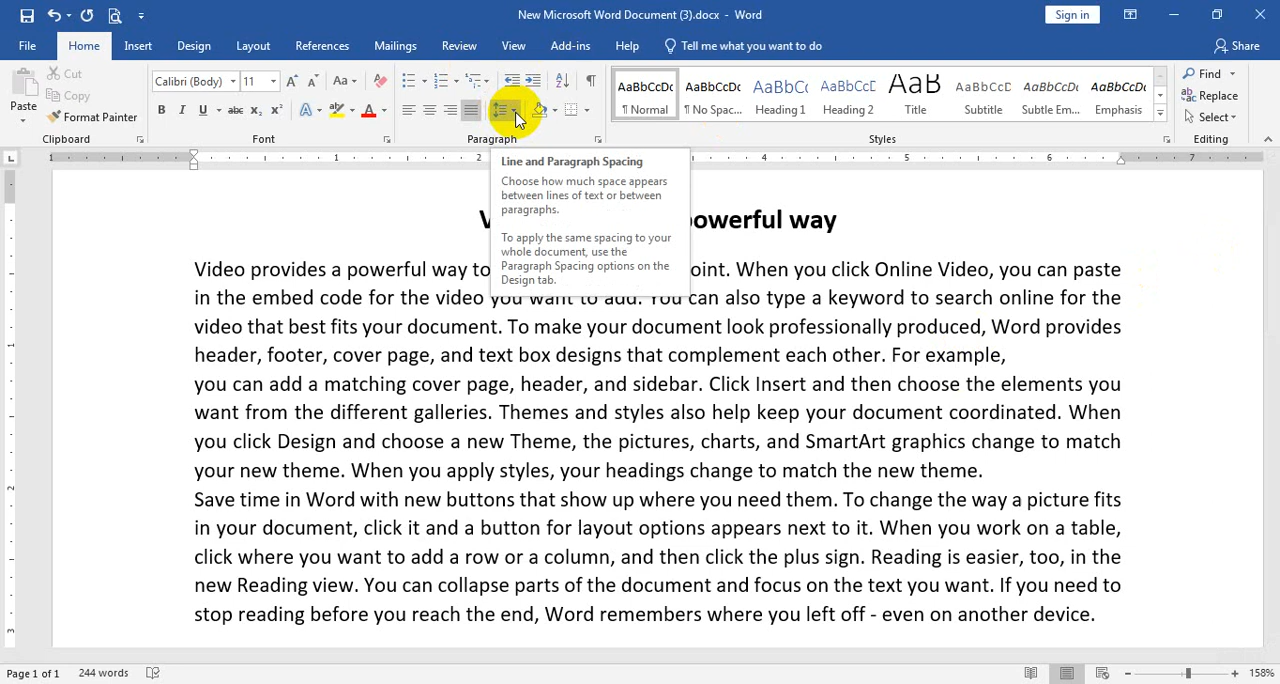 New Microsoft Word Document (3).docx - Word
Sign in
File Home Insert Design Layout References Mailings Review View Add-ins Help Tell me what you want to do Share
Paste
Cut
Copy
Format Painter
Clipboard
Calibri (Body) 11
Aa
B I U abc x₂ x²
A
A
Font
Paragraph
AaBbCcDc AaBbCcDc AaBbC AaBbCc AaB AaBbCcD AaBbCcDc AaBbCcDc
¶ Normal ¶ No Spac... Heading 1 Heading 2 Title Subtitle Subtle Em... Emphasis
Styles
Find
Replace
Select
Editing
1 1 2 4 5 6 7
Line and Paragraph Spacing
Choose how much space appears
between lines of text or between
paragraphs.
To apply the same spacing to your
whole document, use the
Paragraph Spacing options on the
Design tab.
powerful way
Video provides a powerful way to oint. When you click Online Video, you can paste
in the embed code for the video you want to add. You can also type a keyword to search online for the
video that best fits your document. To make your document look professionally produced, Word provides
header, footer, cover page, and text box designs that complement each other. For example,
you can add a matching cover page, header, and sidebar. Click Insert and then choose the elements you
want from the different galleries. Themes and styles also help keep your document coordinated. When
you click Design and choose a new Theme, the pictures, charts, and SmartArt graphics change to match
your new theme. When you apply styles, your headings change to match the new theme.
Save time in Word with new buttons that show up where you need them. To change the way a picture fits
in your document, click it and a button for layout options appears next to it. When you work on a table,
click where you want to add a row or a column, and then click the plus sign. Reading is easier, too, in the
new Reading view. You can collapse parts of the document and focus on the text you want. If you need to
stop reading before you reach the end, Word remembers where you left off - even on another device.
1
2
3
Page 1 of 1 244 words 158%